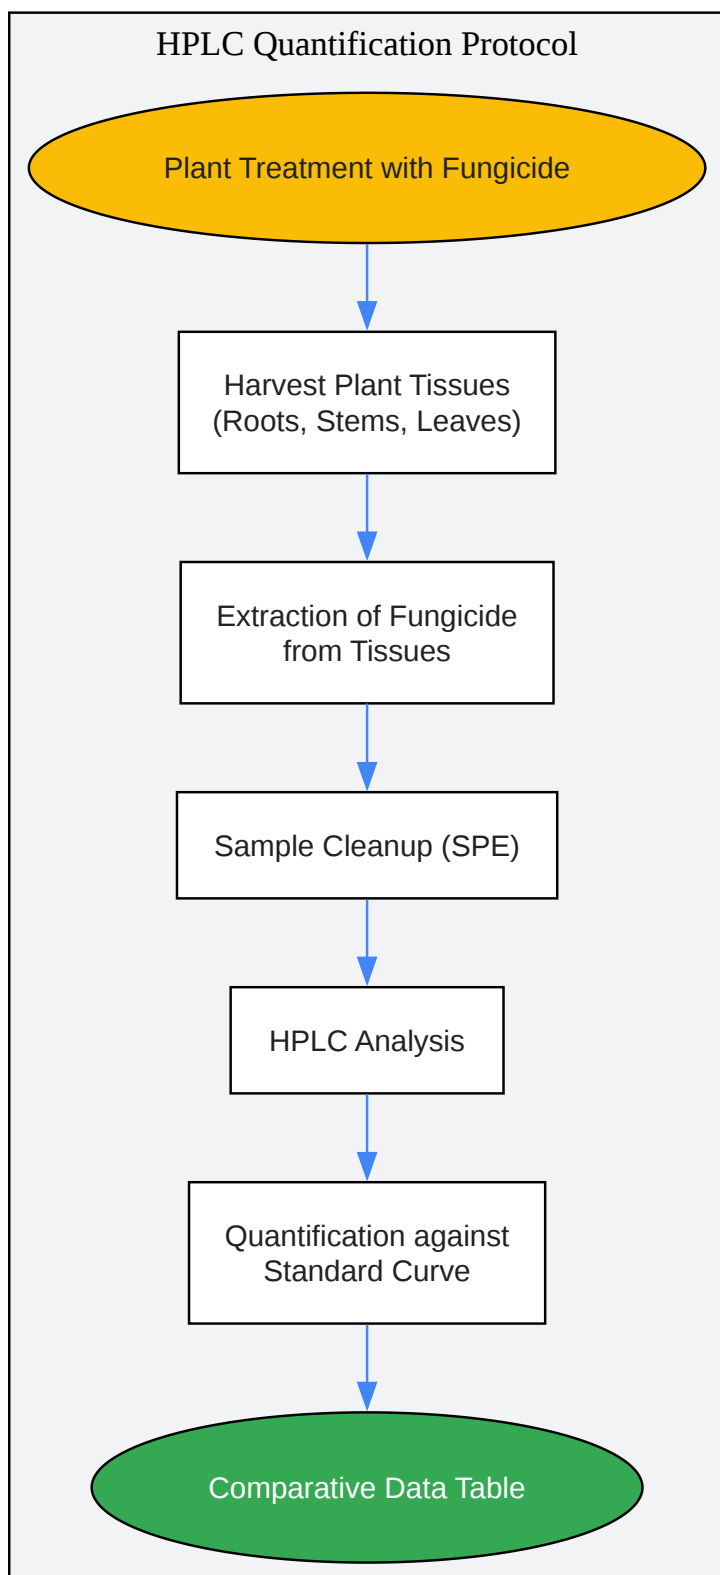 HPLC Quantification Protocol
Plant Treatment with Fungicide
Harvest Plant Tissues
(Roots, Stems, Leaves)
Extraction of Fungicide
from Tissues
Sample Cleanup (SPE)
HPLC Analysis
Quantification against
Standard Curve
Comparative Data Table